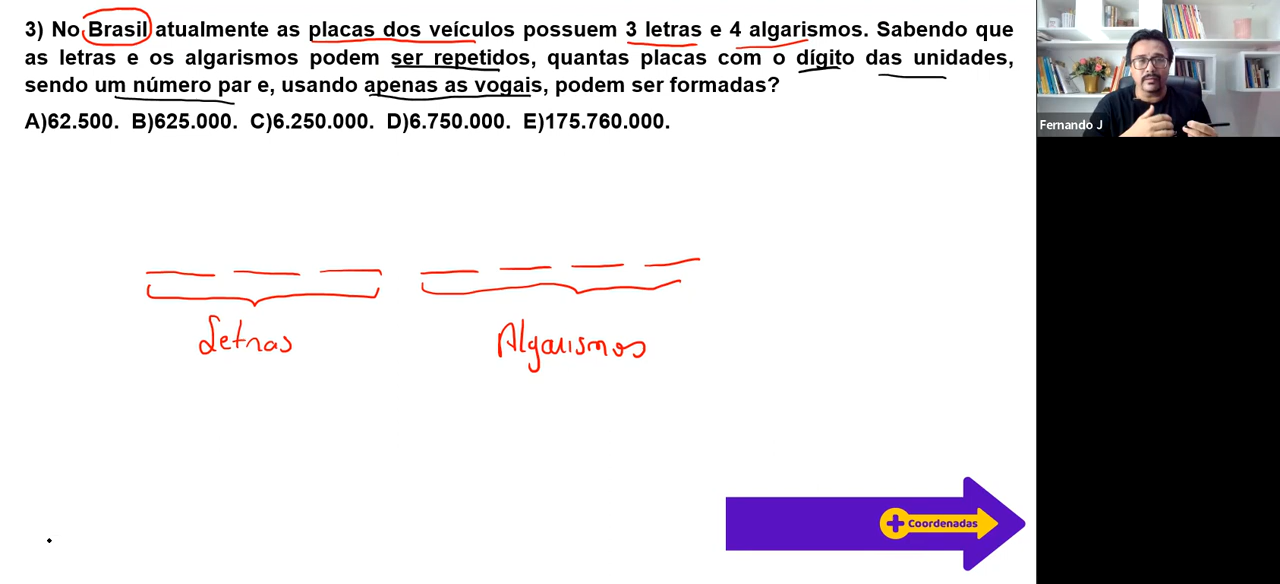 3) No Brasil atualmente as placas dos veículos possuem 3 letras e 4 algarismos. Sabendo que
as letras e os algarismos podem ser repetidos, quantas placas com o dígito das unidades,
sendo um número par e, usando apenas as vogais, podem ser formadas?
A)62.500. B)625.000. C)6.250.000. D)6.750.000. E)175.760.000.
Fernando J
Letras
Algarismos
+ Coordenadas